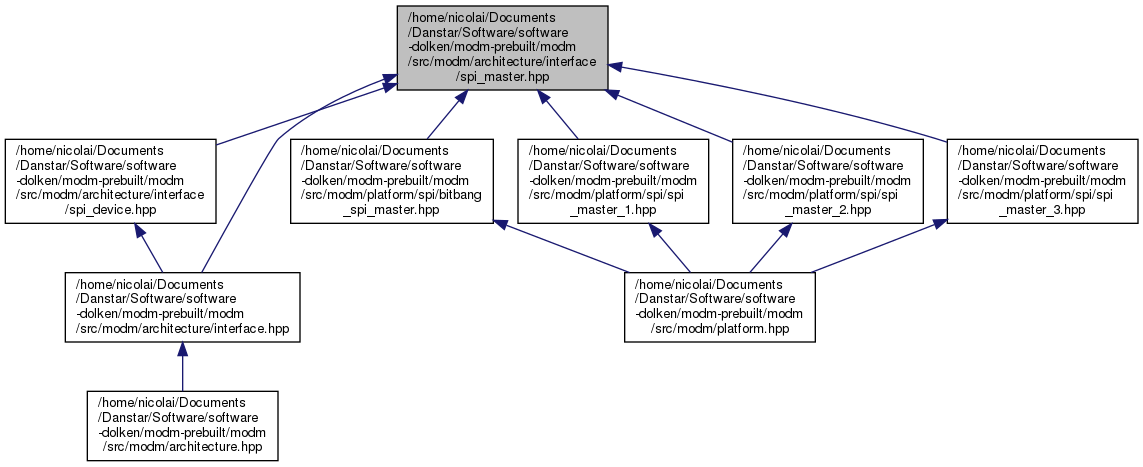 /home/nicolai/Documents
/Danstar/Software/software
-dolken/modm-prebuilt/modm
/src/modm/architecture/interface
/spi_master.hpp
/home/nicolai/Documents
/Danstar/Software/software
-dolken/modm-prebuilt/modm
/src/modm/architecture/interface
/spi_device.hpp
/home/nicolai/Documents
/Danstar/Software/software
-dolken/modm-prebuilt/modm
/src/modm/platform/spi/bitbang
_spi_master.hpp
/home/nicolai/Documents
/Danstar/Software/software
-dolken/modm-prebuilt/modm
/src/modm/platform/spi/spi
_master_1.hpp
/home/nicolai/Documents
/Danstar/Software/software
-dolken/modm-prebuilt/modm
/src/modm/platform/spi/spi
_master_2.hpp
/home/nicolai/Documents
/Danstar/Software/software
-dolken/modm-prebuilt/modm
/src/modm/platform/spi/spi
_master_3.hpp
/home/nicolai/Documents
/Danstar/Software/software
-dolken/modm-prebuilt/modm
/src/modm/architecture/interface.hpp
/home/nicolai/Documents
/Danstar/Software/software
-dolken/modm-prebuilt/modm
/src/modm/platform.hpp
/home/nicolai/Documents
/Danstar/Software/software
-dolken/modm-prebuilt/modm
/src/modm/architecture.hpp